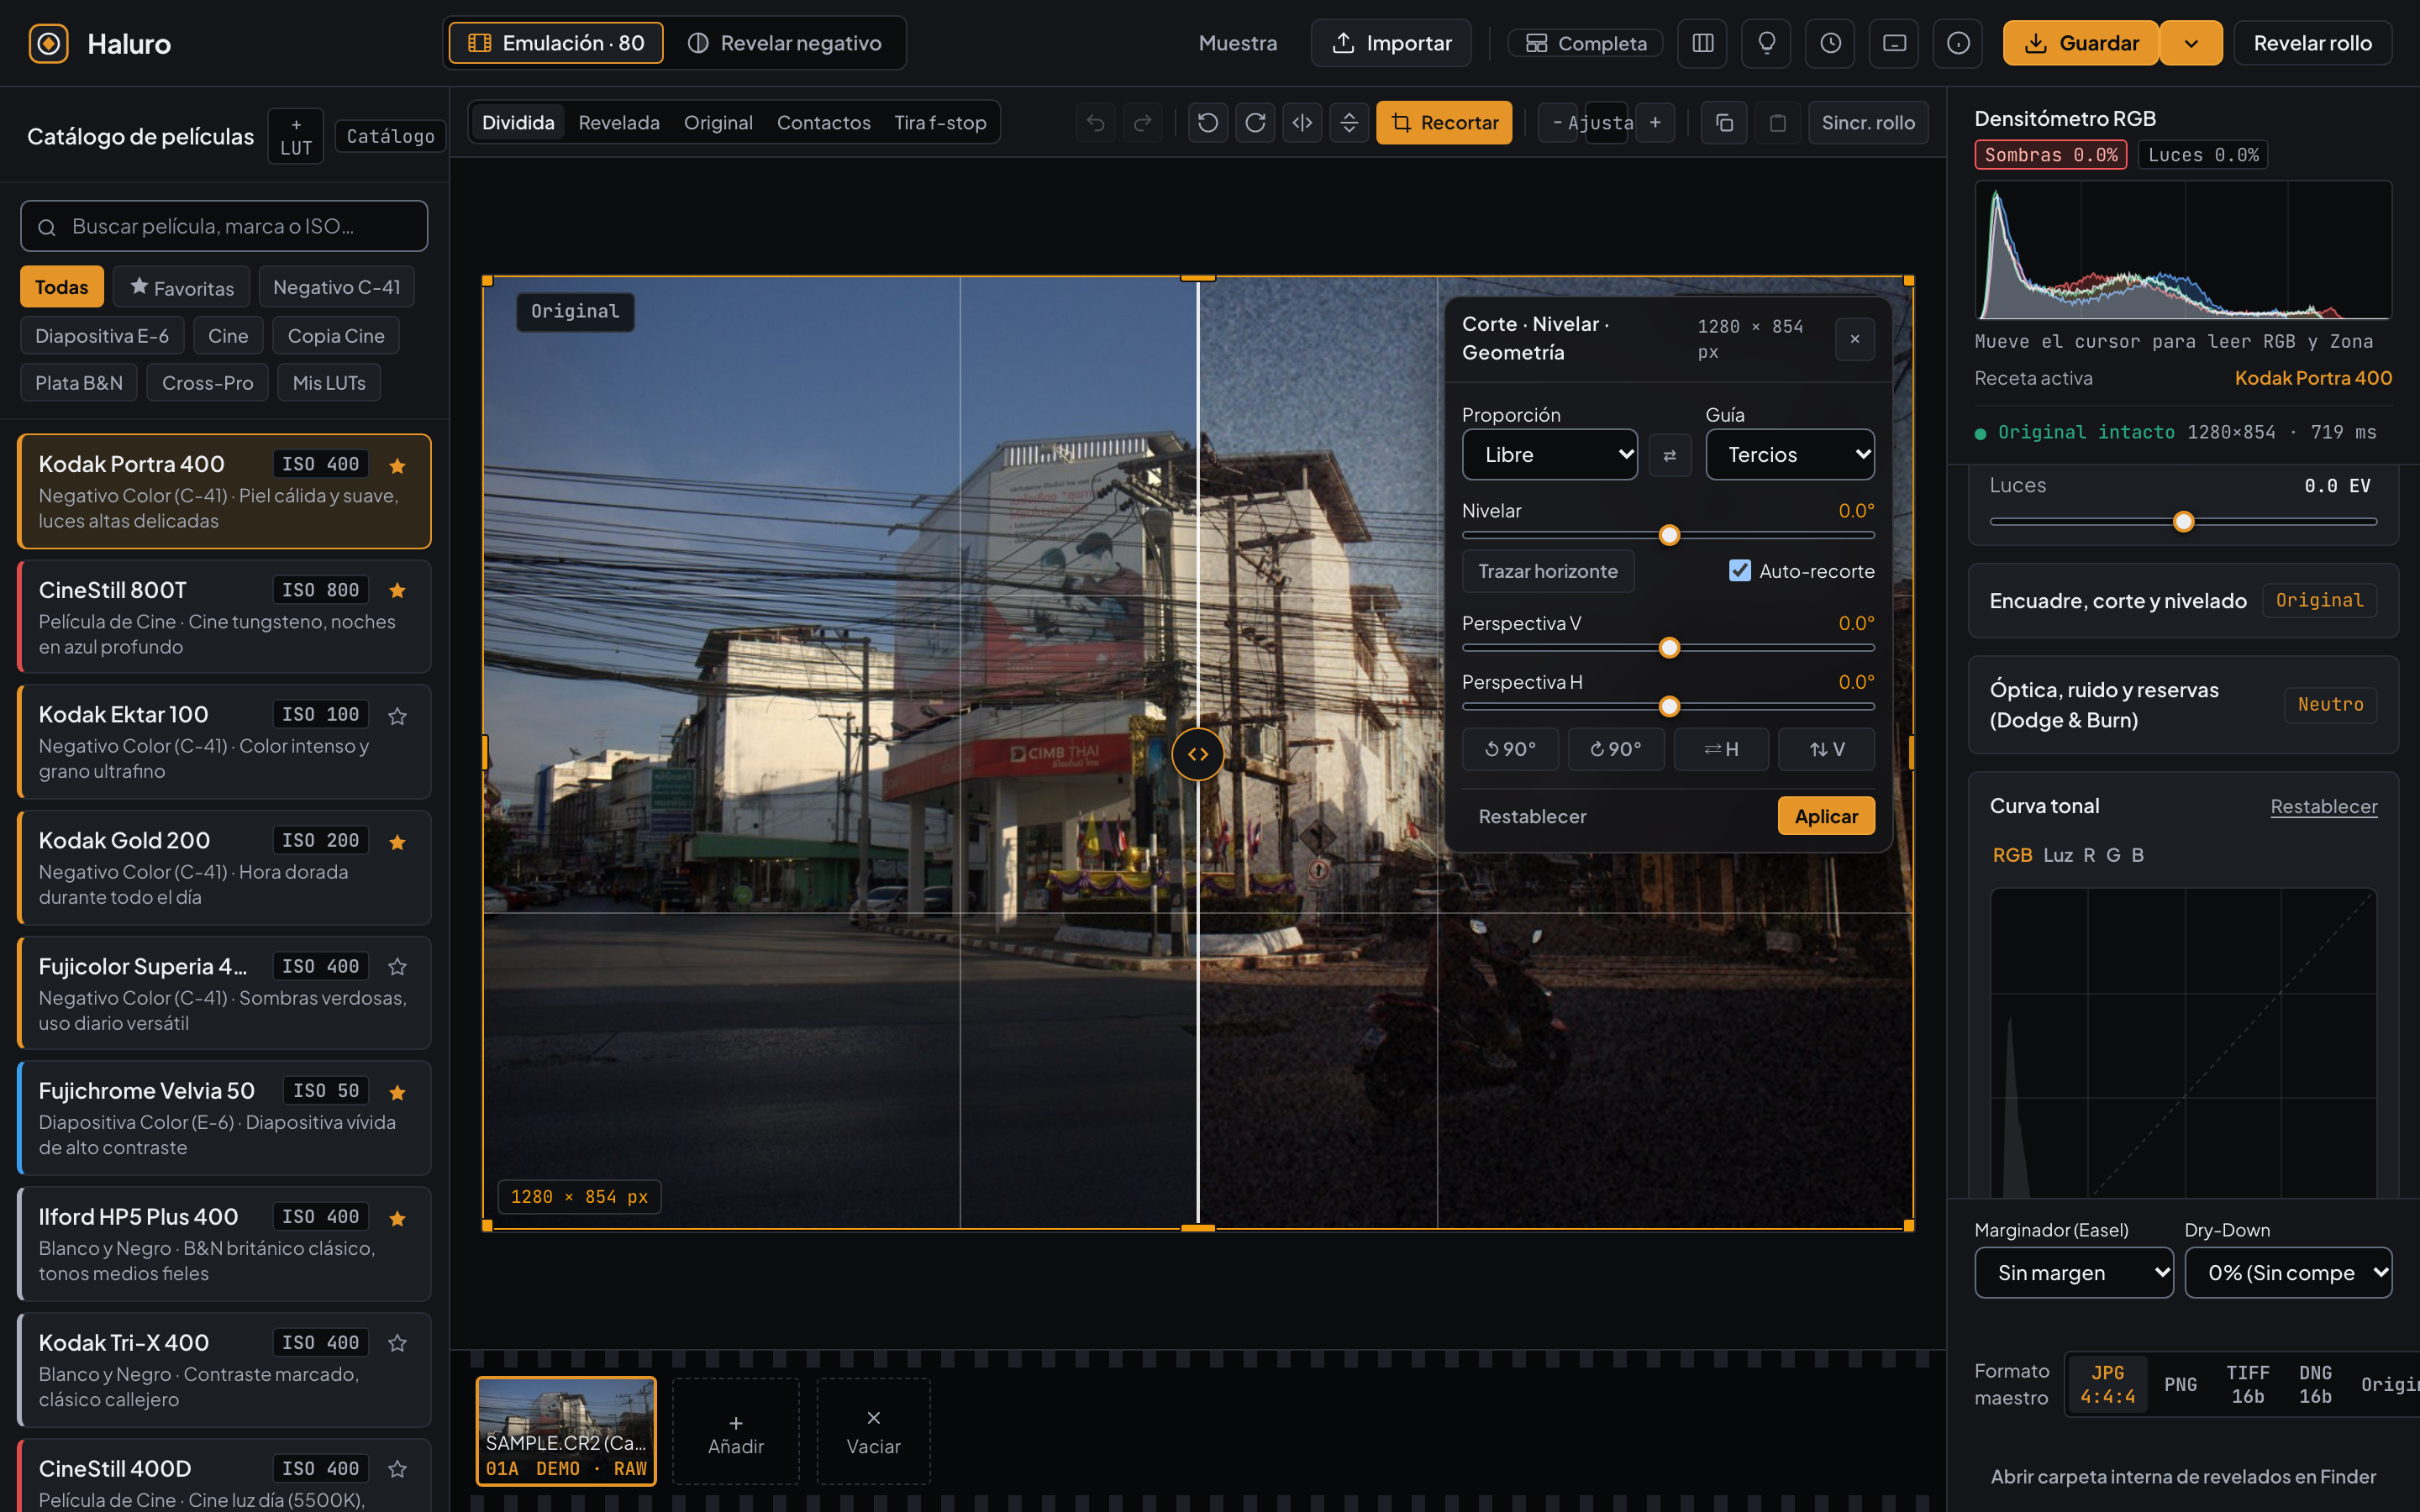 Haluro
Emulación · 80
Revelar negativo
Muestra
Importar
Completa
Guardar
Revelar rollo
Catálogo de películas
+
LUT
Catálogo
Dividida
Revelada
Original
Contactos
Tira f-stop
Recortar
-
Ajusta
+
Sincr. rollo
Buscar película, marca o ISO...
Todas
Favoritas
Negativo C-41
Diapositiva E-6
Cine
Copia Cine
Plata B&N
Cross-Pro
Mis LUTs
Kodak Portra 400
ISO 400
Negativo Color (C-41) · Piel cálida y suave,
luces altas delicadas
CineStill 800T
ISO 800
Película de Cine · Cine tungsteno, noches
en azul profundo
Kodak Ektar 100
ISO 100
Negativo Color (C-41) · Color intenso y
grano ultrafino
Kodak Gold 200
ISO 200
Negativo Color (C-41) · Hora dorada
durante todo el día
Fujicolor Superia 4...
ISO 400
Negativo Color (C-41) · Sombras verdosas,
uso diario versátil
Fujichrome Velvia 50
ISO 50
Diapositiva Color (E-6) · Diapositiva vívida
de alto contraste
Ilford HP5 Plus 400
ISO 400
Blanco y Negro · B&N británico clásico,
tonos medios fieles
Kodak Tri-X 400
ISO 400
Blanco y Negro · Contraste marcado,
clásico callejero
CineStill 400D
ISO 400
Película de Cine · Cine luz día (5500K),
Original
CIMB THAI
1280 × 854 px
Corte · Nivelar ·
Geometría
1280 × 854
px
×
Proporción
Libre
⇄
Guía
Tercios
Nivelar
0.0°
Trazar horizonte
Auto-recorte
Perspectiva V
0.0°
Perspectiva H
0.0°
90°
90°
⇄ H
⇅ V
Restablecer
Aplicar
SAMPLE.CR2 (Ca...
01A DEMO · RAW
+
Añadir
×
Vaciar
Densitómetro RGB
Sombras 0.0%
Luces 0.0%
Mueve el cursor para leer RGB y Zona
Receta activa
Kodak Portra 400
Original intacto 1280×854 · 719 ms
Luces
0.0 EV
Encuadre, corte y nivelado
Original
Óptica, ruido y reservas
(Dodge & Burn)
Neutro
Curva tonal
Restablecer
RGB Luz R G B
Marginador (Easel)
Dry-Down
Sin margen
0% (Sin compe
Formato
maestro
JPG
4:4:4
PNG
TIFF
16b
DNG
16b
Origin
Abrir carpeta interna de revelados en Finder